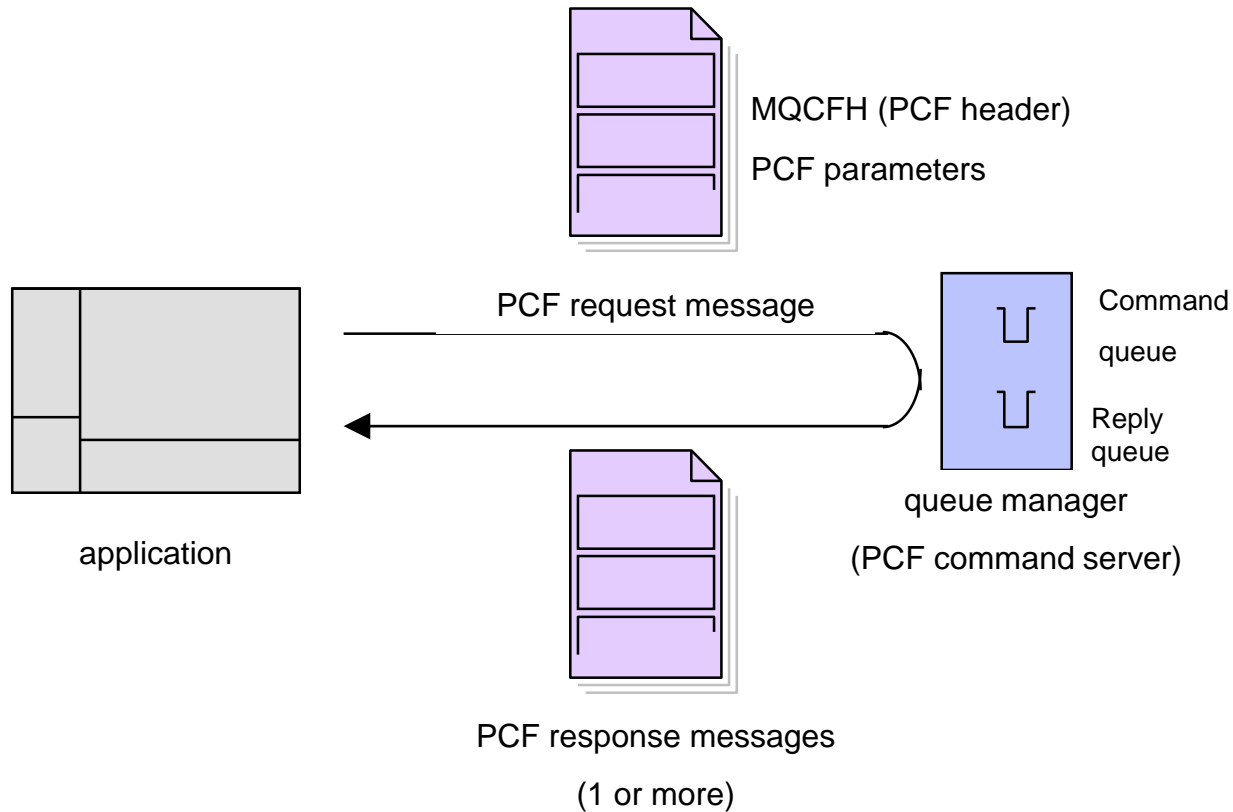 MQCFH (PCF header)
PCF parameters
PCF request message
Command
queue
Reply
queue
queue manager
(PCF command server)
application
PCF response messages
(1 or more)